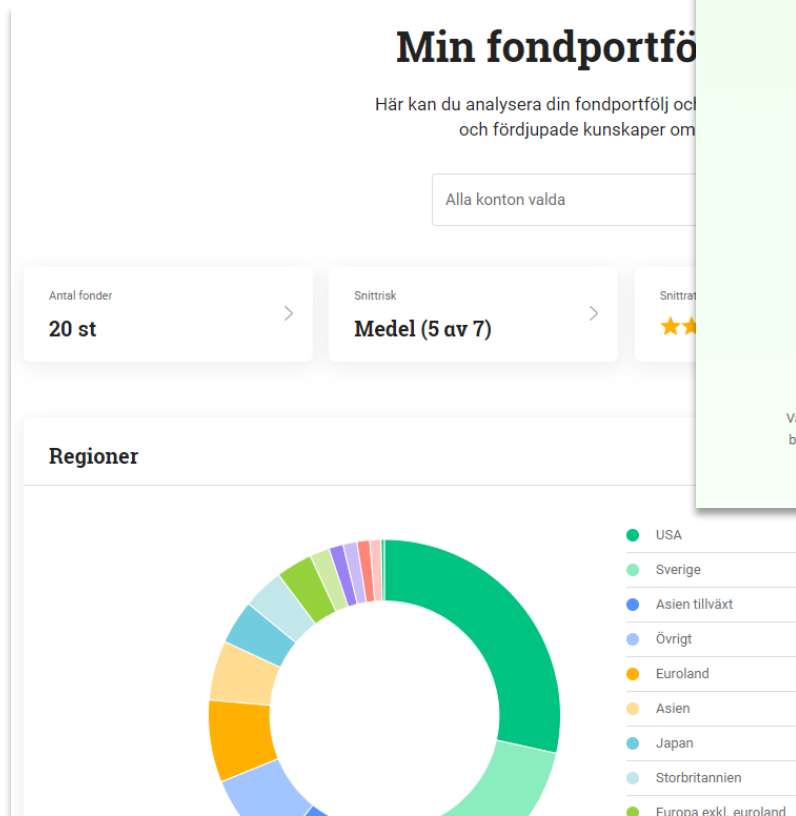 Min fondportfö
Här kan du analysera din fondportfölj och
och fördjupade kunskaper om
Alla konton valda
Antal fonder
20 st
Snittrisk
Medel (5 av 7)
Snittrat
Regioner
USA
Sverige
Asien tillväxt
Övrigt
Euroland
Asien
Japan
Storbritannien
Europa exkl. euroland